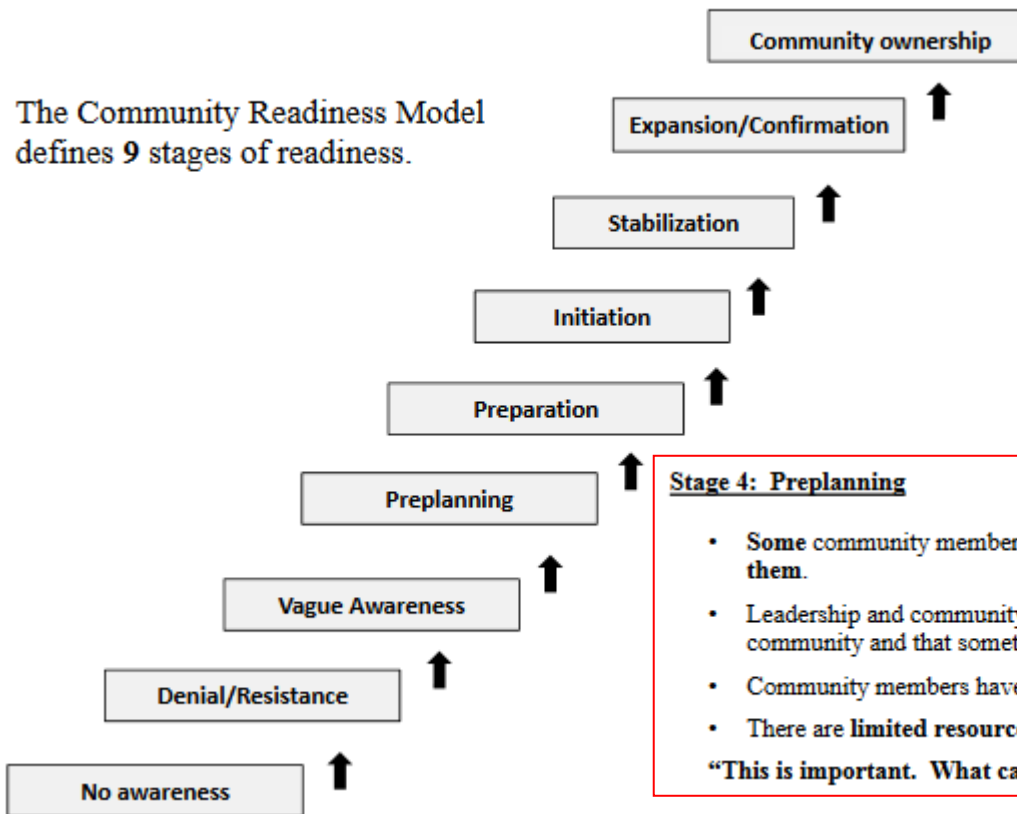 Community ownership
The Community Readiness Model
defines 9 stages of readiness.
Expansion/Confirmation
Stabilization
Initiation
Preparation
Preplanning
Stage 4: Preplanning
• Some community member
them.
• Leadership and community
community and that somet
• Community members have
• There are limited resourc
“This is important. What ca
Vague Awareness
Denial/Resistance
No awareness